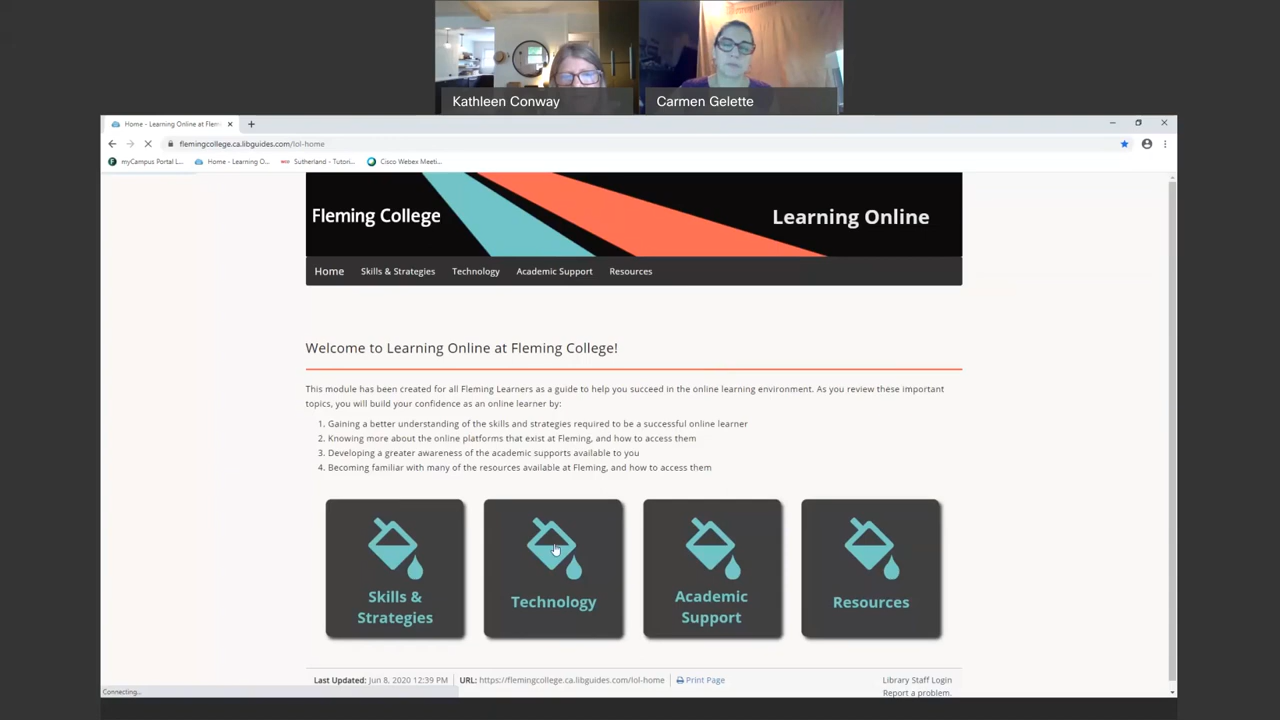 Kathleen Conway
Carmen Gelette
Home - Learning Online at Flem
flemingcollege.ca.libguides.com/lol-home
myCampus Portal L... Home - Learning O... Sutherland - Tutori... Cisco Webex Meeti...
Fleming College
Learning Online
Home Skills & Strategies Technology Academic Support Resources
Welcome to Learning Online at Fleming College!
This module has been created for all Fleming Learners as a guide to help you succeed in the online learning environment. As you review these important
topics, you will build your confidence as an online learner by:
1. Gaining a better understanding of the skills and strategies required to be a successful online learner
2. Knowing more about the online platforms that exist at Fleming, and how to access them
3. Developing a greater awareness of the academic supports available to you
4. Becoming familiar with many of the resources available at Fleming, and how to access them
Skills &
Strategies
Technology
Academic
Support
Resources
Last Updated: Jun 8, 2020 12:39 PM URL: https://flemingcollege.ca.libguides.com/lol-home Print Page
Library Staff Login
Report a problem.
Connecting...